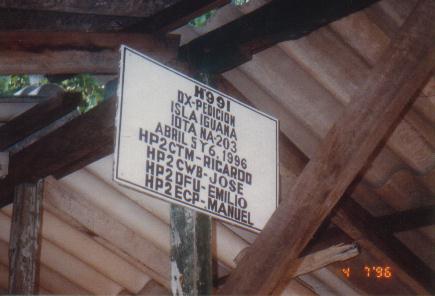 H991
DX-PEDICION
ISLA IGUANA
IOTA NA-203
ABRIL 5 Y 6, 1996
HP2CTM - RICARDO
HP2CWB - JOSE
HP2DFU - EMILIO
HP2ECP - MANUEL
4 7'96